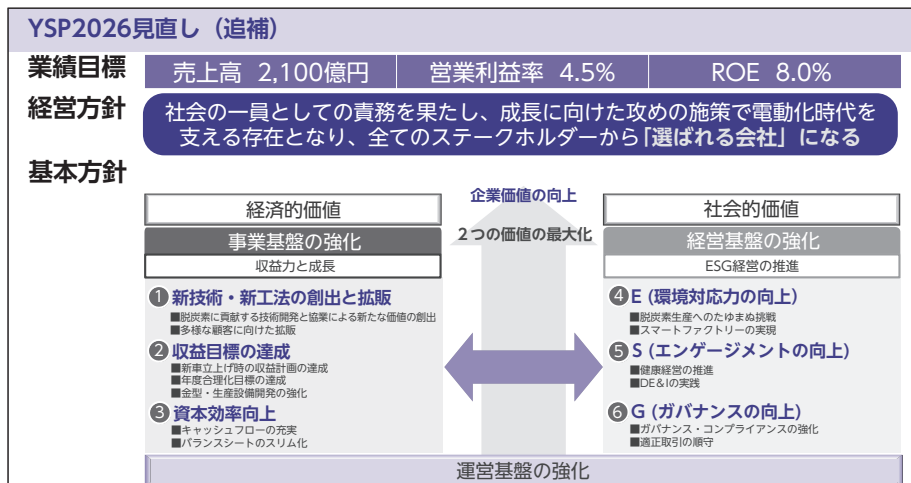 YSP2026見直し（追補）
業績目標
売上高 2,100億円
営業利益率 4.5%
ROE 8.0%
経営方針
社会の一員としての責務を果たし、成長に向けた攻めの施策で電動化時代を
支える存在となり、全てのステークホルダーから「選ばれる会社」になる
基本方針
企業価値の向上
2つの価値の最大化
経済的価値
事業基盤の強化
収益力と成長
❶新技術・新工法の創出と拡販
■脱炭素に貢献する技術開発と協業による新たな価値の創出
■多様な顧客に向けた拡販
❷収益目標の達成
■新車立上げ時の収益計画の達成
■年度合理化目標の達成
■金型・生産設備開発の強化
❸資本効率向上
■キャッシュフローの充実
■バランスシートのスリム化
社会的価値
経営基盤の強化
ESG経営の推進
❹E（環境対応力の向上）
■脱炭素生産へのたゆまぬ挑戦
■スマートファクトリーの実現
❺S（エンゲージメントの向上）
■健康経営の推進
■DE&Iの実践
❻G（ガバナンスの向上）
■ガバナンス・コンプライアンスの強化
■適正取引の順守
運営基盤の強化